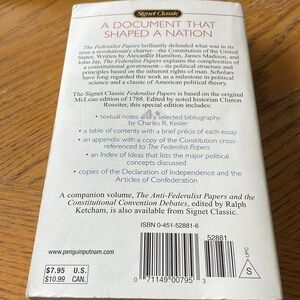 Signet Classic
A DOCUMENT THAT
SHAPED A NATION
The Federalist Papers brilliantly defended what was in its
time a revolutionary charter—the Constitution of the United
States. Written by Alexander Hamilton, James Madison, and
John Jay, The Federalist Papers explains the complexities of
a constitutional government—its political structure and
principles based on the inherent rights of man. Scholars
have long regarded this work as a milestone in political
science and a classic of American political theory.
The Signet Classic Federalist Papers is based on the original
McLean edition of 1788. Edited by noted historian Clinton
Rossiter, this special edition includes:
• textual notes and a selected bibliography
by Charles R. Kesler
• a table of contents with a brief précis of each essay
• an appendix with a copy of the Constitution cross-
referenced to The Federalist Papers
• an Index of Ideas that lists the major political
concepts discussed
• copies of the Declaration of Independence and the
Articles of Confederation.
A companion volume, The Anti-Federalist Papers and the
Constitutional Convention Debates, edited by Ralph
Ketcham, is also available from Signet Classic.
www.penguinputnam.com
$7.95 U.S.
$10.99 CAN.
ISBN 0-451-52881-6
52881
0 71149 00795 3
UPC
S